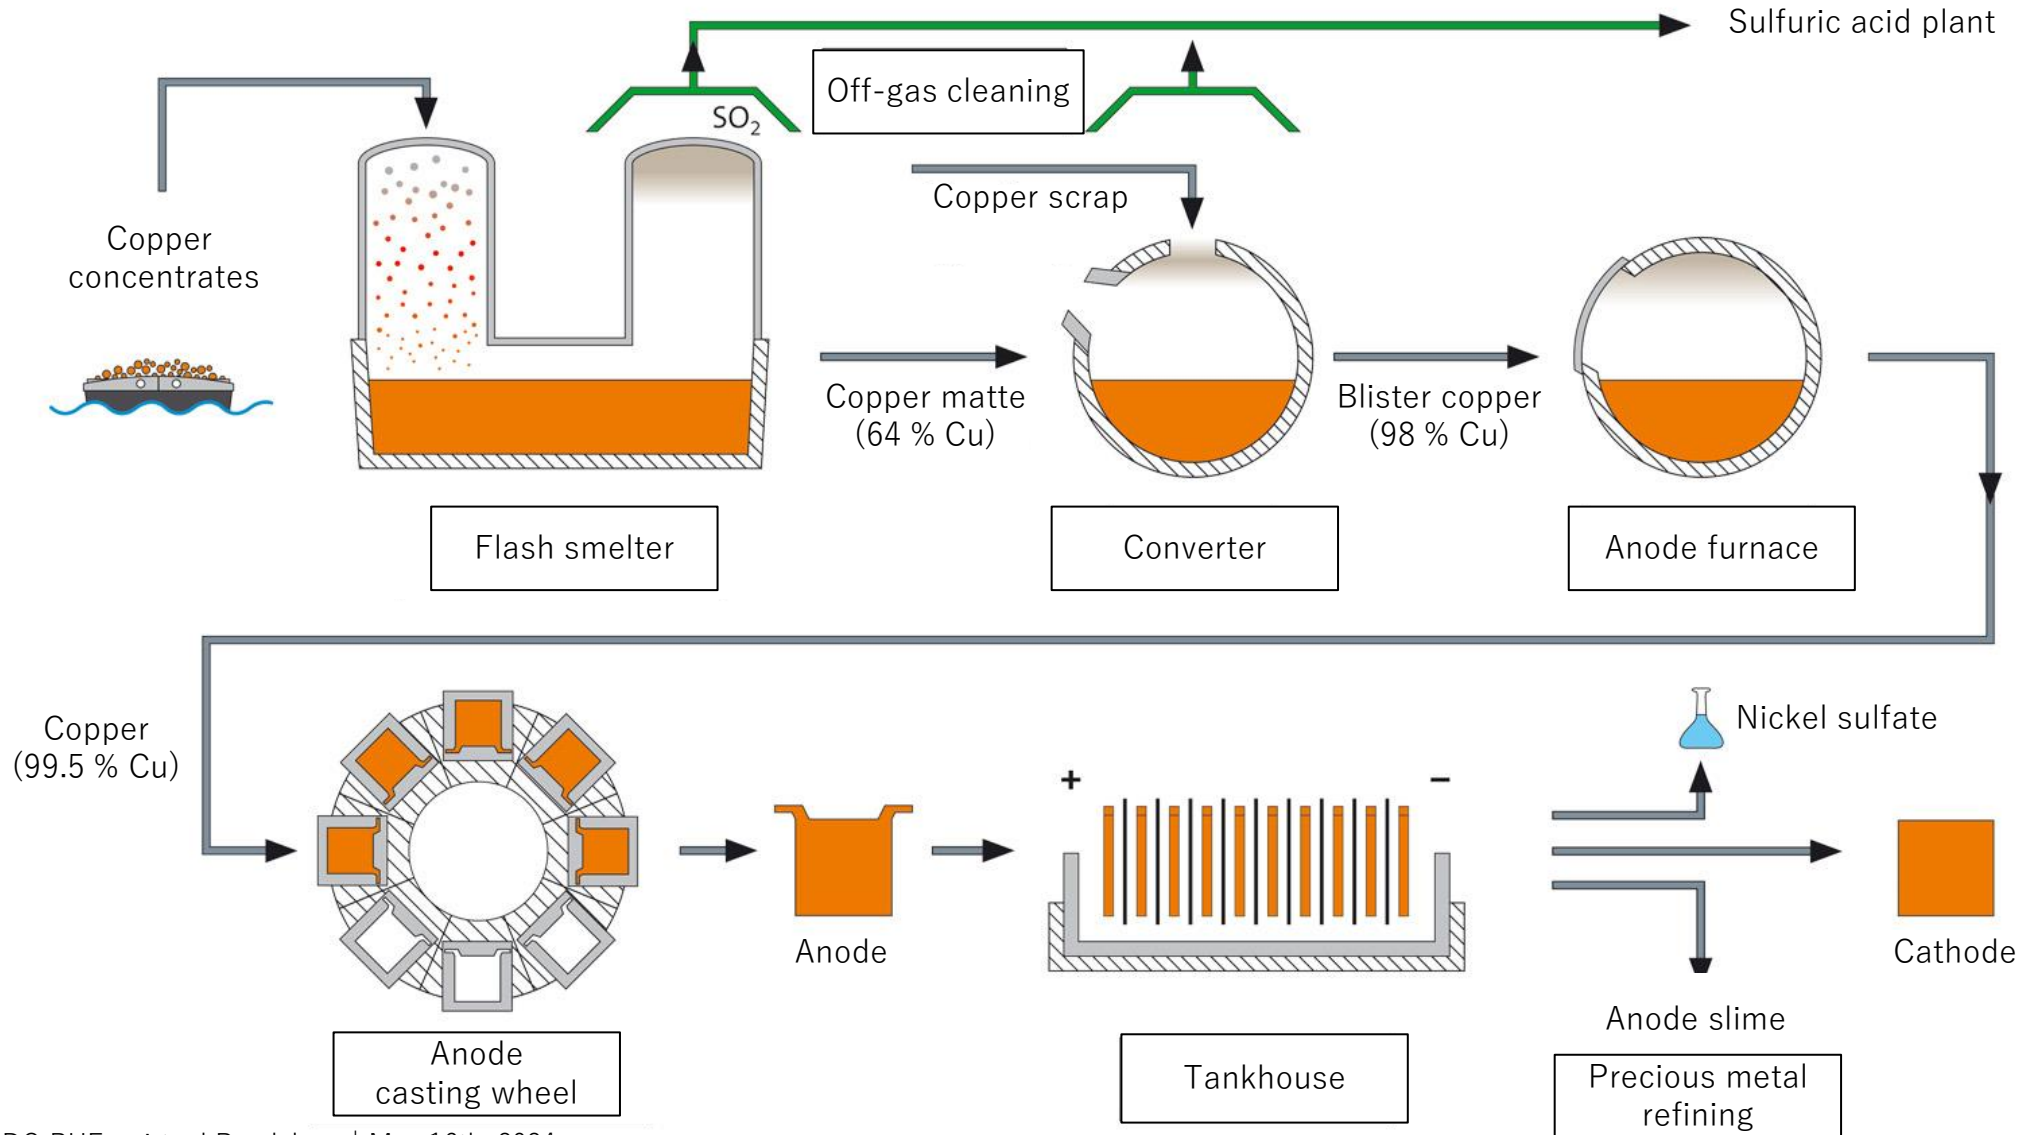 Sulfuric acid plant
Off-gas cleaning
SO₂
Copper scrap
Copper
concentrates
Copper matte
(64 % Cu)
Blister copper
(98 % Cu)
Flash smelter
Converter
Anode furnace
Copper
(99.5 % Cu)
+
−
Nickel sulfate
Anode
Cathode
Anode slime
Anode
casting wheel
Tankhouse
Precious metal
refining